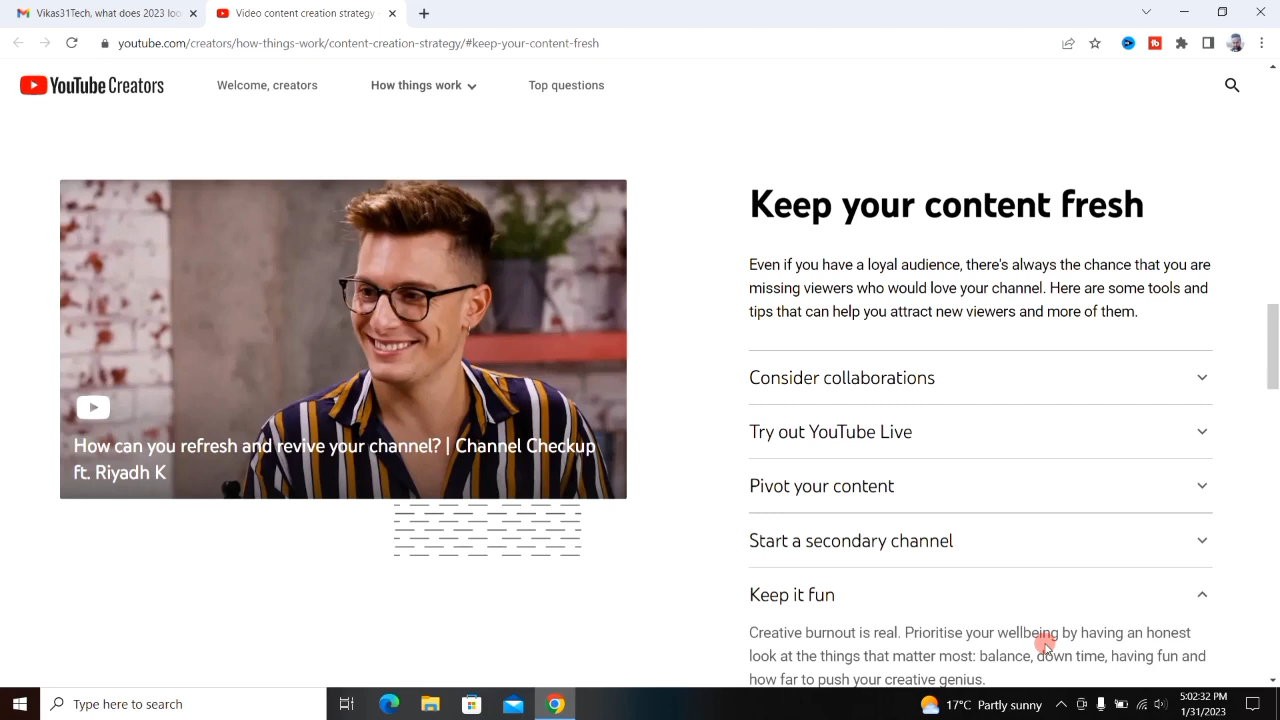 Vikas31Tech, what does 2023 loo
Video content creation strategy
youtube.com/creators/how-things-work/content-creation-strategy/#keep-your-content-fresh
YouTube Creators
Welcome, creators
How things work
Top questions
How can you refresh and revive your channel? | Channel Checkup
ft. Riyadh K
Keep your content fresh
Even if you have a loyal audience, there's always the chance that you are
missing viewers who would love your channel. Here are some tools and
tips that can help you attract new viewers and more of them.
Consider collaborations
Try out YouTube Live
Pivot your content
Start a secondary channel
Keep it fun
Creative burnout is real. Prioritise your wellbeing by having an honest
look at the things that matter most: balance, down time, having fun and
how far to push your creative genius.
Type here to search
17°C Partly sunny
5:02:32 PM
1/31/2023